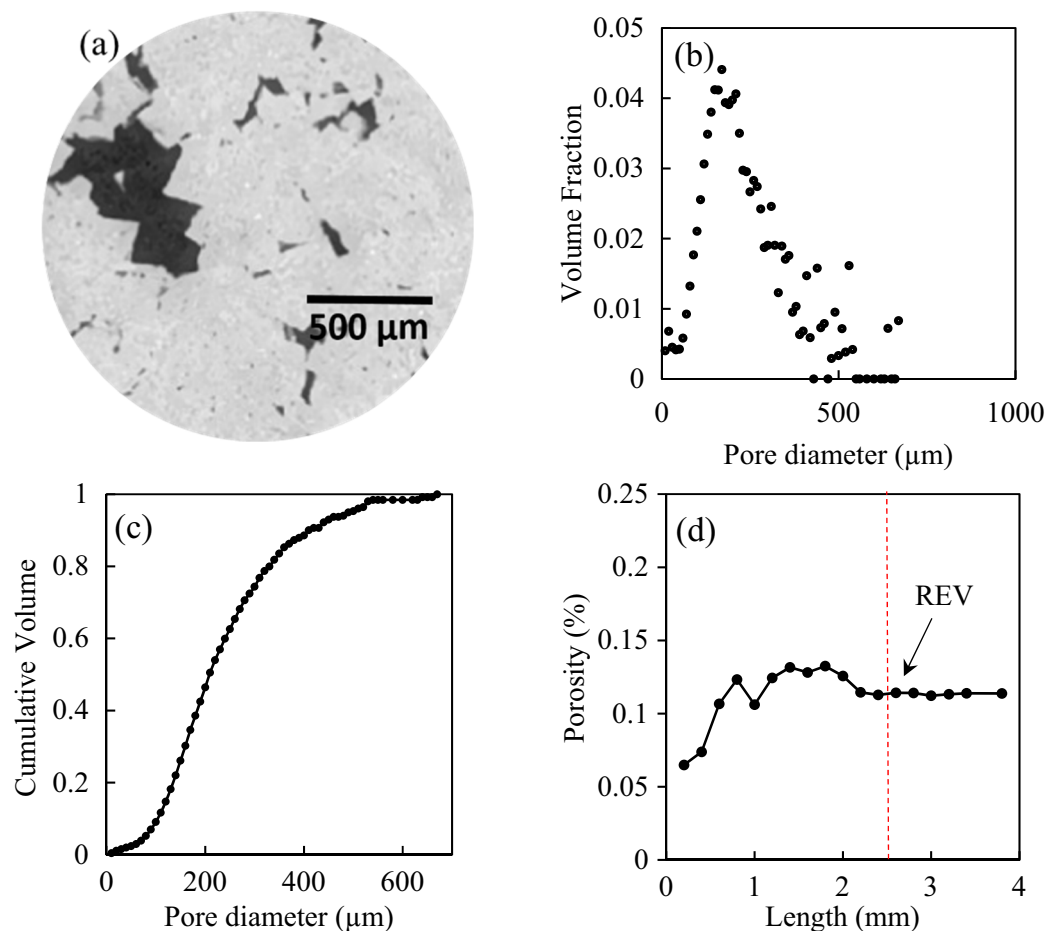 (a)
500 µm
(b)
0.05
0.04
0.03
0.02
0.01
0
0
500
1000
Volume Fraction
Pore diameter (µm)
(c)
1
0.8
0.6
0.4
0.2
0
0
200
400
600
Cumulative Volume
Pore diameter (µm)
(d)
0.25
0.2
0.15
0.1
0.05
0
0
1
2
3
4
REV
Porosity (%)
Length (mm)